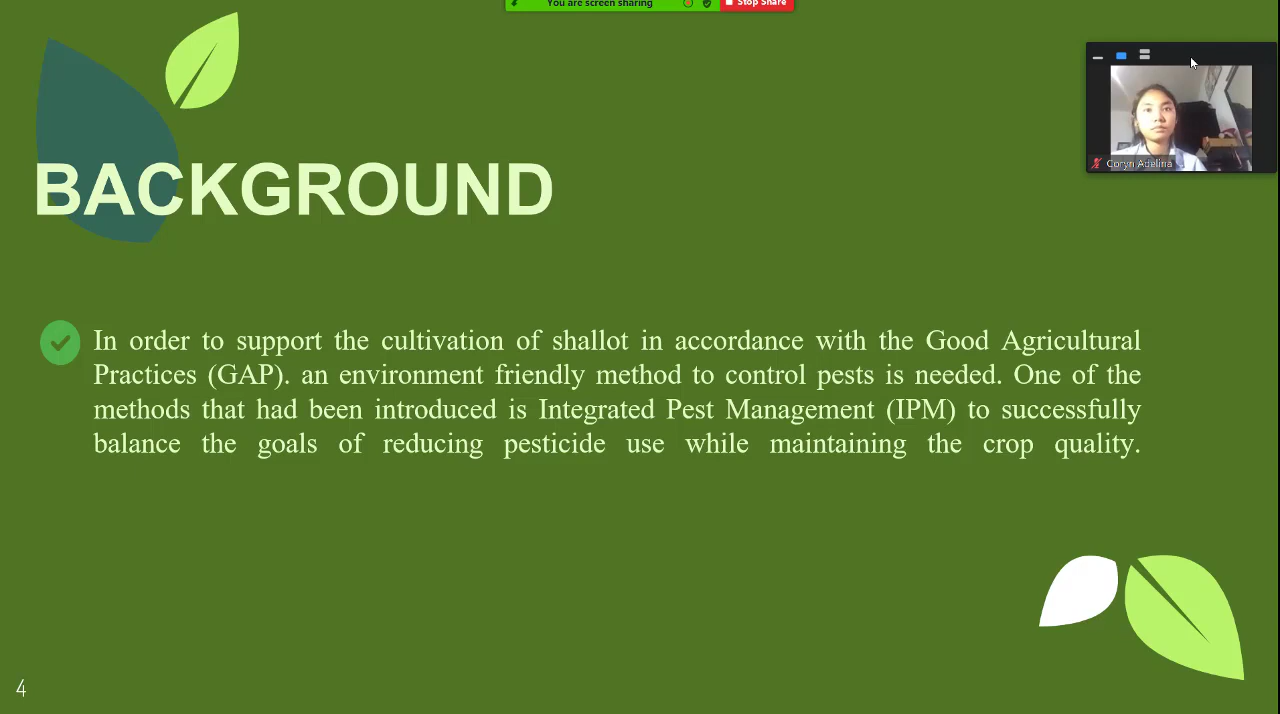 You are screen sharing
Stop Share
Coryn Adelina
BACKGROUND
In order to support the cultivation of shallot in accordance with the Good Agricultural
Practices (GAP). an environment friendly method to control pests is needed. One of the
methods that had been introduced is Integrated Pest Management (IPM) to successfully
balance the goals of reducing pesticide use while maintaining the crop quality.
4